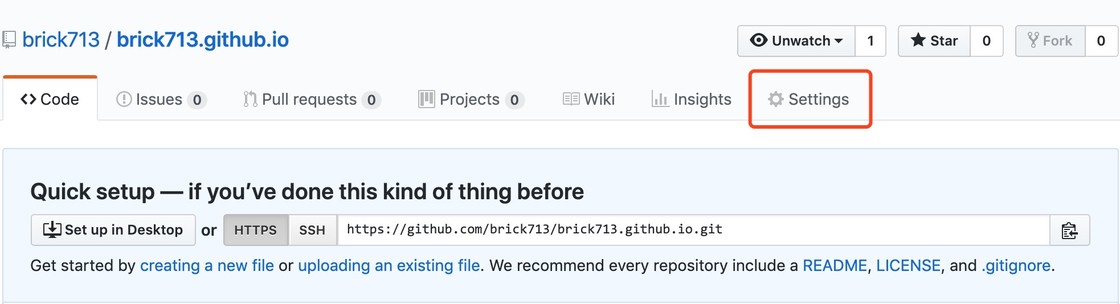 brick713 / brick713.github.io
Unwatch 1 Star 0 Fork 0
Code Issues 0 Pull requests 0 Projects 0 Wiki Insights Settings
Quick setup — if you've done this kind of thing before
Set up in Desktop or HTTPS SSH https://github.com/brick713/brick713.github.io.git
Get started by creating a new file or uploading an existing file. We recommend every repository include a README, LICENSE, and .gitignore.